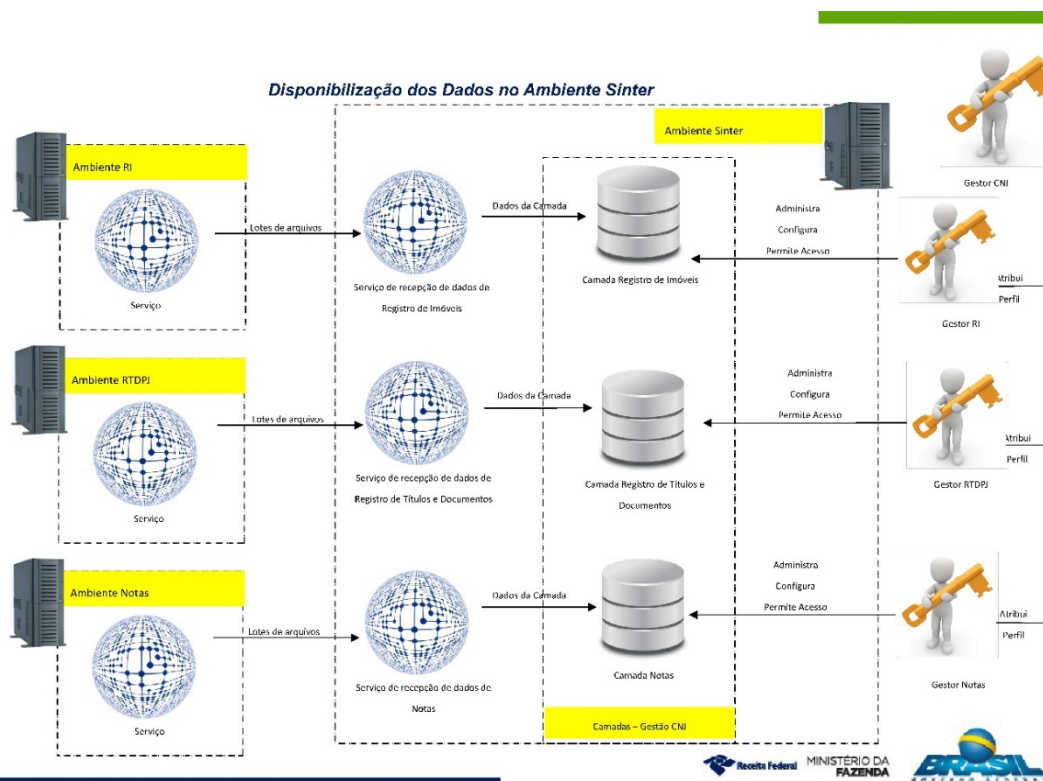 Disponibilização dos Dados no Ambiente Sinter
Ambiente Sinter
Gestor CNJ
Ambiente RI
Serviço
Lotes de arquivos
Serviço de recepção de dados de
Registro de Imóveis
Dados da Camada
Camada Registro de Imóveis
Administra
Configura
Permite Acesso
Gestor RI
Atribui
Perfil
Ambiente RTDPJ
Serviço
Lotes de arquivos
Serviço de recepção de dados de
Registro de Títulos e Documentos
Dados da Camada
Camada Registro de Títulos e
Documentos
Administra
Configura
Permite Acesso
Gestor RTDPJ
Atribui
Perfil
Ambiente Notas
Serviço
Lotes de arquivos
Serviço de recepção de dados de
Notas
Dados da Camada
Camada Notas
Administra
Configura
Permite Acesso
Gestor Notas
Atribui
Perfil
Camadas – Gestão CNJ
Receita Federal
MINISTÉRIO DA
FAZENDA
BRASIL
GOVERNO FEDERAL